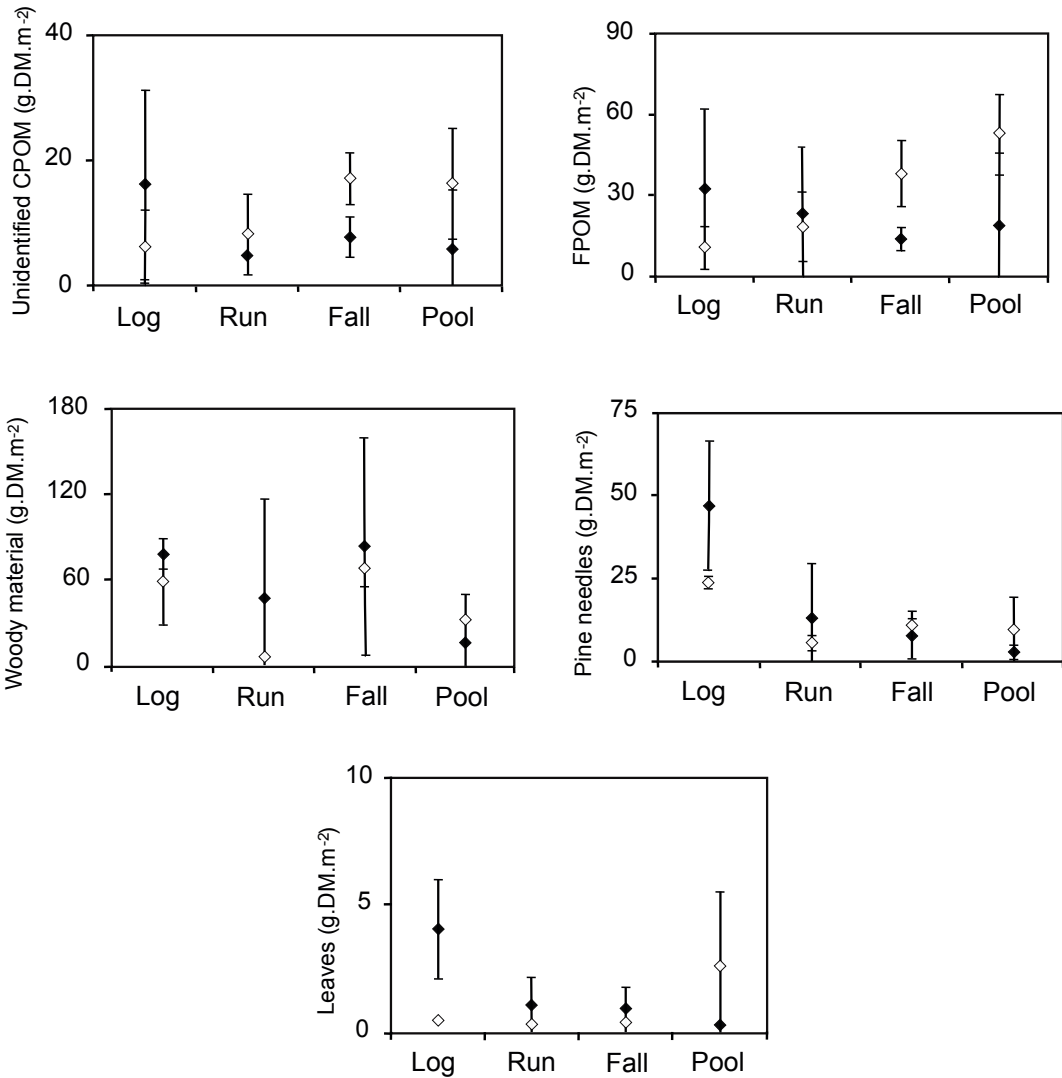 Unidentified CPOM (g.DM.m-2)
40
20
0
Log Run Fall Pool
FPOM (g.DM.m-2)
90
60
30
0
Log Run Fall Pool
Woody material (g.DM.m-2)
180
120
60
0
Log Run Fall Pool
Pine needles (g.DM.m-2)
75
50
25
0
Log Run Fall Pool
Leaves (g.DM.m-2)
10
5
0
Log Run Fall Pool